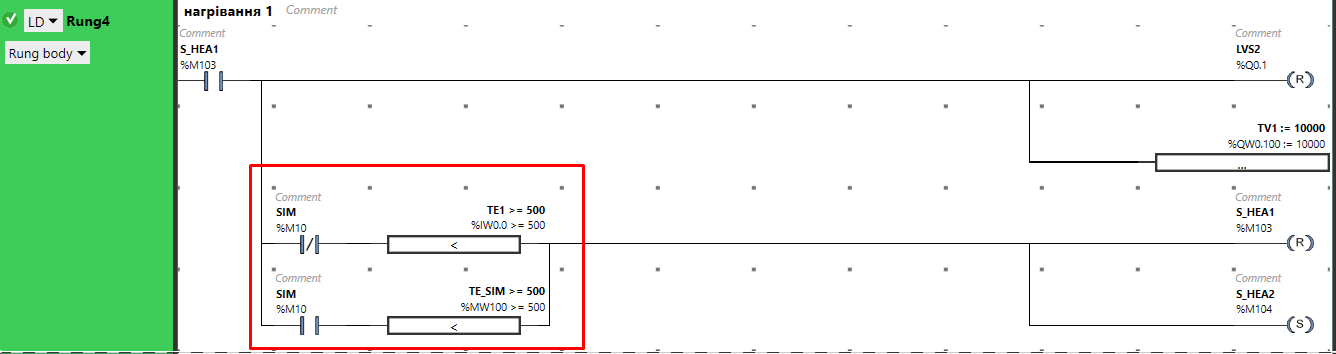 нагрівання 1 Comment
LD Rung4
Rung body
Comment
S_HEA1
%M103
Comment
LVS2
%Q0.1
R
TV1 := 10000
%QW0.100 := 10000
...
Comment
SIM
%M10
/
TE1 >= 500
%IW0.0 >= 500
<
Comment
S_HEA1
%M103
R
Comment
SIM
%M10
TE_SIM >= 500
%MW100 >= 500
<
Comment
S_HEA2
%M104
S